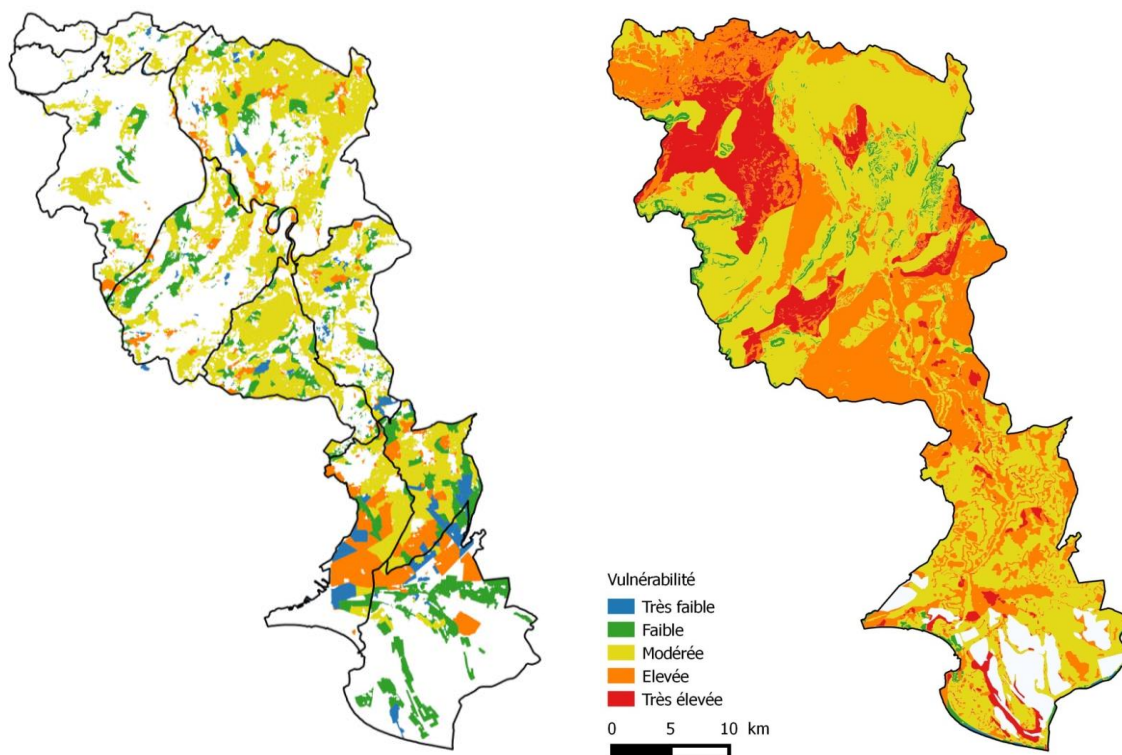 Vulnérabilité
Très faible
Faible
Modérée
Elevée
Très élevée
0 5 10 km